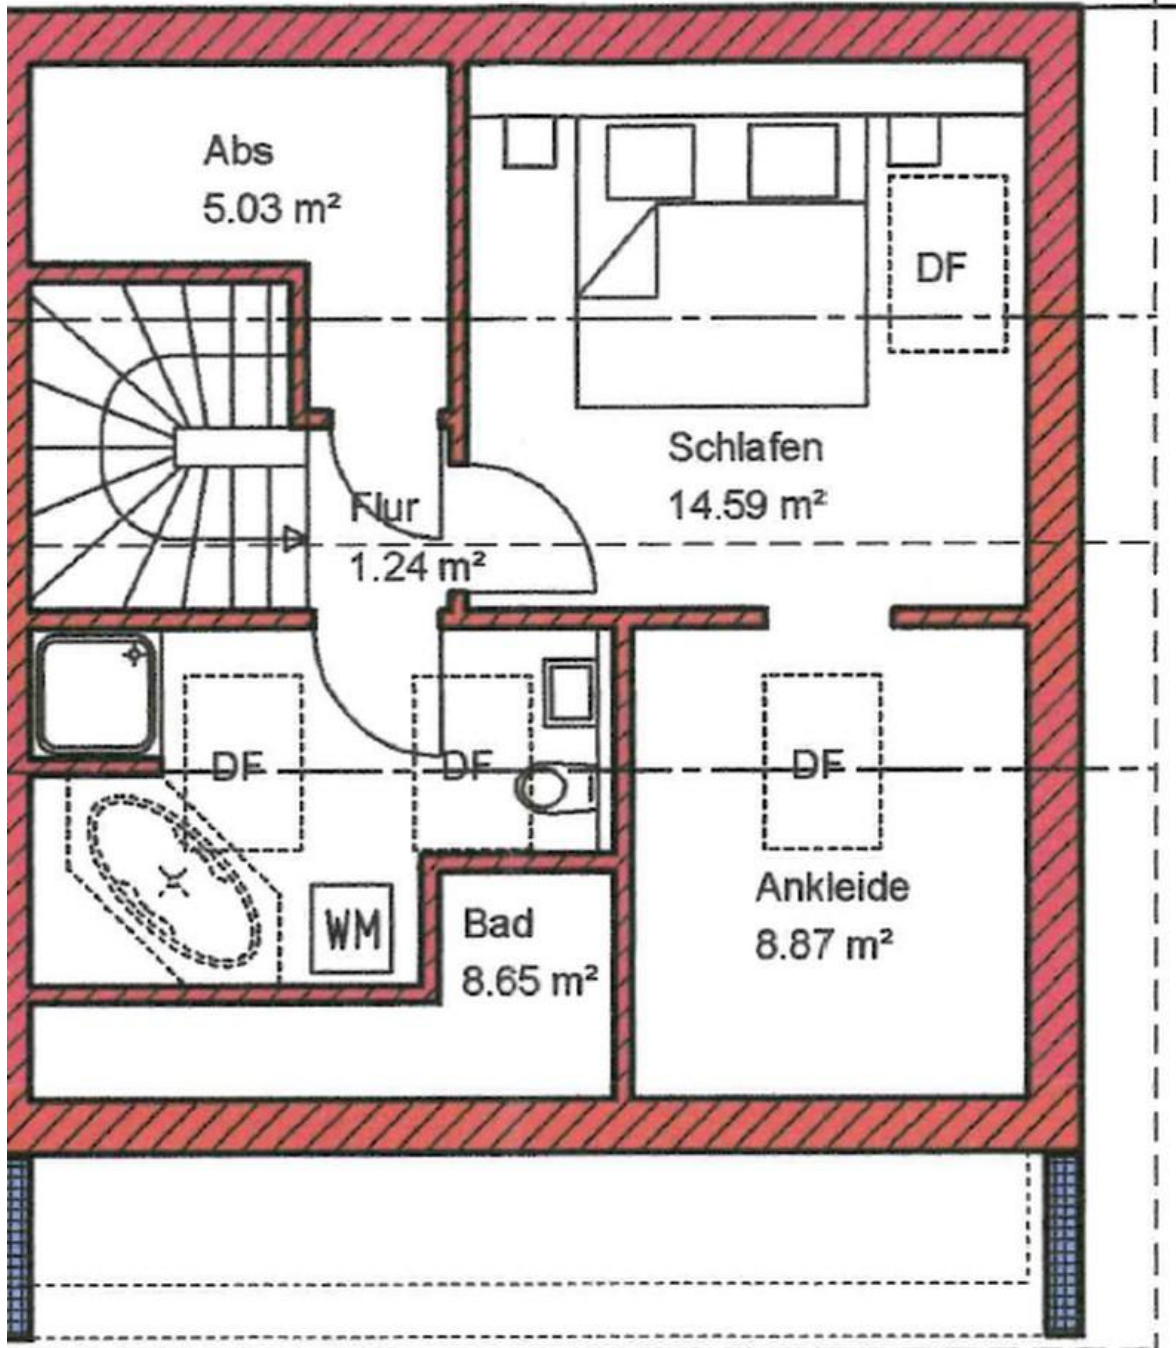 Abs
5.03 m²
DF
Schlafen
14.59 m²
Flur
1.24 m²
DF
DF
DF
Ankleide
8.87 m²
WM
Bad
8.65 m²